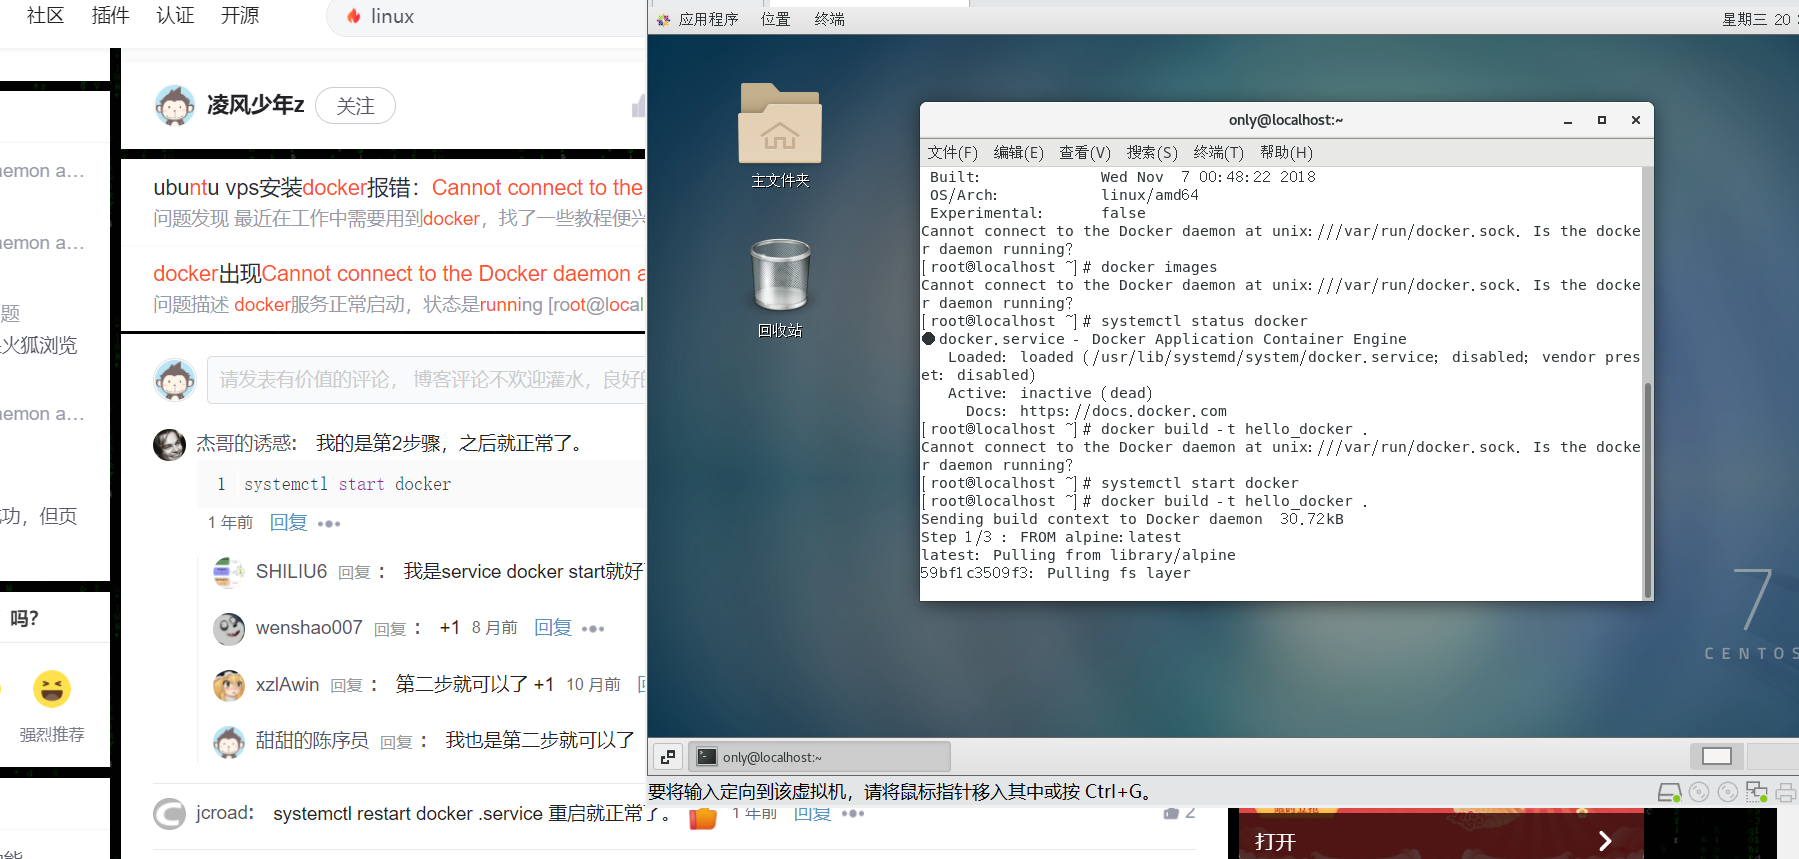 社区 插件 认证 开源
linux
凌风少年z 关注
ubuntu vps安装docker报错：Cannot connect to the
问题发现 最近在工作中需要用到docker，找了一些教程便兴
docker出现Cannot connect to the Docker daemon a
问题描述 docker服务正常启动，状态是running [root@local
请发表有价值的评论， 博客评论不欢迎灌水，良好的
杰哥的诱惑: 我的是第2步骤，之后就正常了。
1 systemctl start docker
1 年前 回复
SHILIU6 回复 ： 我是service docker start就好
wenshao007 回复 ： +1 8 月前 回复
xzlAwin 回复 ： 第二步就可以了 +1 10 月前
甜甜的陈序员 回复 ： 我也是第二步就可以了
jcroad: systemctl restart docker .service 重启就正常了。 1 年前 回复
2
aemon a...
aemon a...
题
火狐浏览
aemon a...
功，但页
吗?
强烈推荐
应用程序 位置 终端
星期三 20
主文件夹
回收站
only@localhost:~
文件(F) 编辑(E) 查看(V) 搜索(S) 终端(T) 帮助(H)
Built: Wed Nov 7 00:48:22 2018
OS/Arch: linux/amd64
Experimental: false
Cannot connect to the Docker daemon at unix:///var/run/docker.sock. Is the docke
r daemon running?
[root@localhost ~]# docker images
Cannot connect to the Docker daemon at unix:///var/run/docker.sock. Is the docke
r daemon running?
[root@localhost ~]# systemctl status docker
● docker.service - Docker Application Container Engine
Loaded: loaded (/usr/lib/systemd/system/docker.service; disabled; vendor pres
et: disabled)
Active: inactive (dead)
Docs: https://docs.docker.com
[root@localhost ~]# docker build -t hello_docker .
Cannot connect to the Docker daemon at unix:///var/run/docker.sock. Is the docke
r daemon running?
[root@localhost ~]# systemctl start docker
[root@localhost ~]# docker build -t hello_docker .
Sending build context to Docker daemon 30.72kB
Step 1/3 : FROM alpine:latest
latest: Pulling from library/alpine
59bf1c3509f3: Pulling fs layer
7
CENTOS
only@localhost:~
要将输入定向到该虚拟机，请将鼠标指针移入其中或按 Ctrl+G。
打开